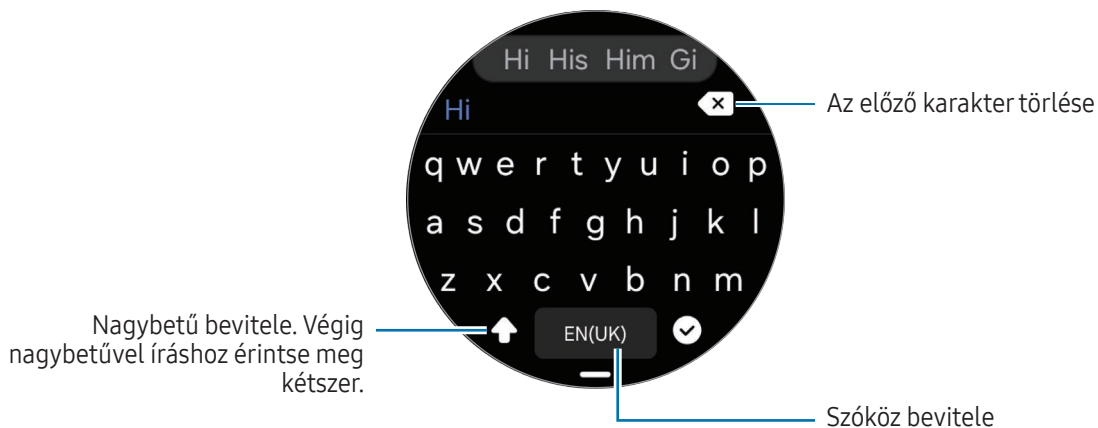 Hi His Him Gi
Hi
Az előző karakter törlése
q w e r t y u i o p
a s d f g h j k l
z x c v b n m
Nagybetű bevitele. Végig
nagybetűvel íráshoz érintse meg
kétszer.
EN(UK)
Szóköz bevitele